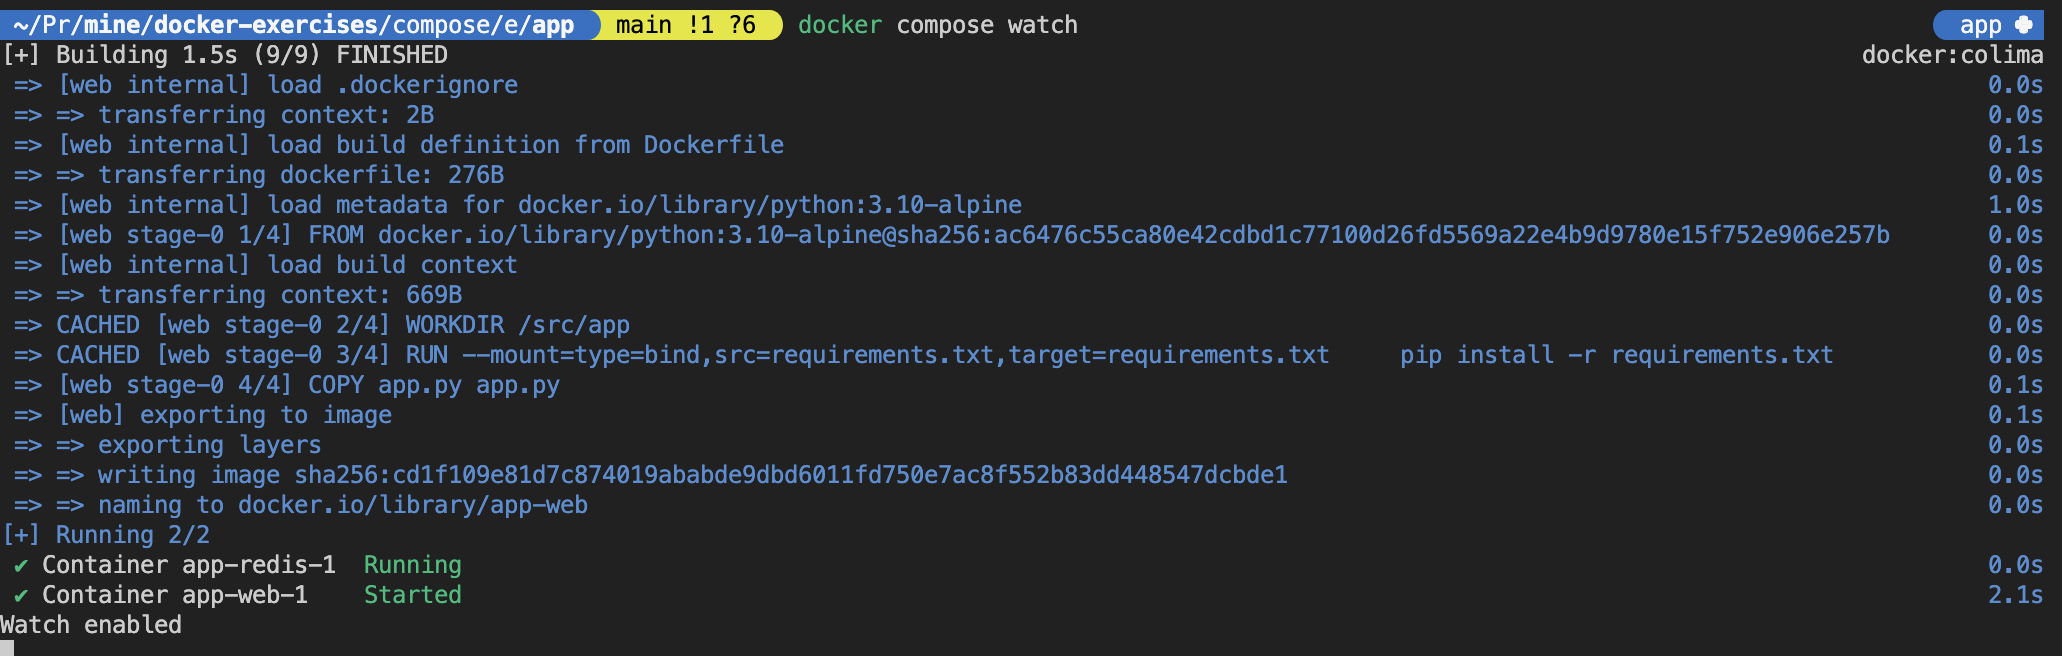 ~/Pr/mine/docker-exercises/compose/e/app main !1 ?6 docker compose watch app
[+] Building 1.5s (9/9) FINISHED docker:colima
=> [web internal] load .dockerignore 0.0s
=> => transferring context: 2B 0.0s
=> [web internal] load build definition from Dockerfile 0.1s
=> => transferring dockerfile: 276B 0.0s
=> [web internal] load metadata for docker.io/library/python:3.10-alpine 1.0s
=> [web stage-0 1/4] FROM docker.io/library/python:3.10-alpine@sha256:ac6476c55ca80e42cdbd1c77100d26fd5569a22e4b9d9780e15f752e906e257b 0.0s
=> [web internal] load build context 0.0s
=> => transferring context: 669B 0.0s
=> CACHED [web stage-0 2/4] WORKDIR /src/app 0.0s
=> CACHED [web stage-0 3/4] RUN --mount=type=bind,src=requirements.txt,target=requirements.txt     pip install -r requirements.txt 0.0s
=> [web stage-0 4/4] COPY app.py app.py 0.1s
=> [web] exporting to image 0.1s
=> => exporting layers 0.0s
=> => writing image sha256:cd1f109e81d7c874019ababde9dbd6011fd750e7ac8f552b83dd448547dcbde1 0.0s
=> => naming to docker.io/library/app-web 0.0s
[+] Running 2/2
✔ Container app-redis-1  Running 0.0s
✔ Container app-web-1    Started 2.1s
Watch enabled